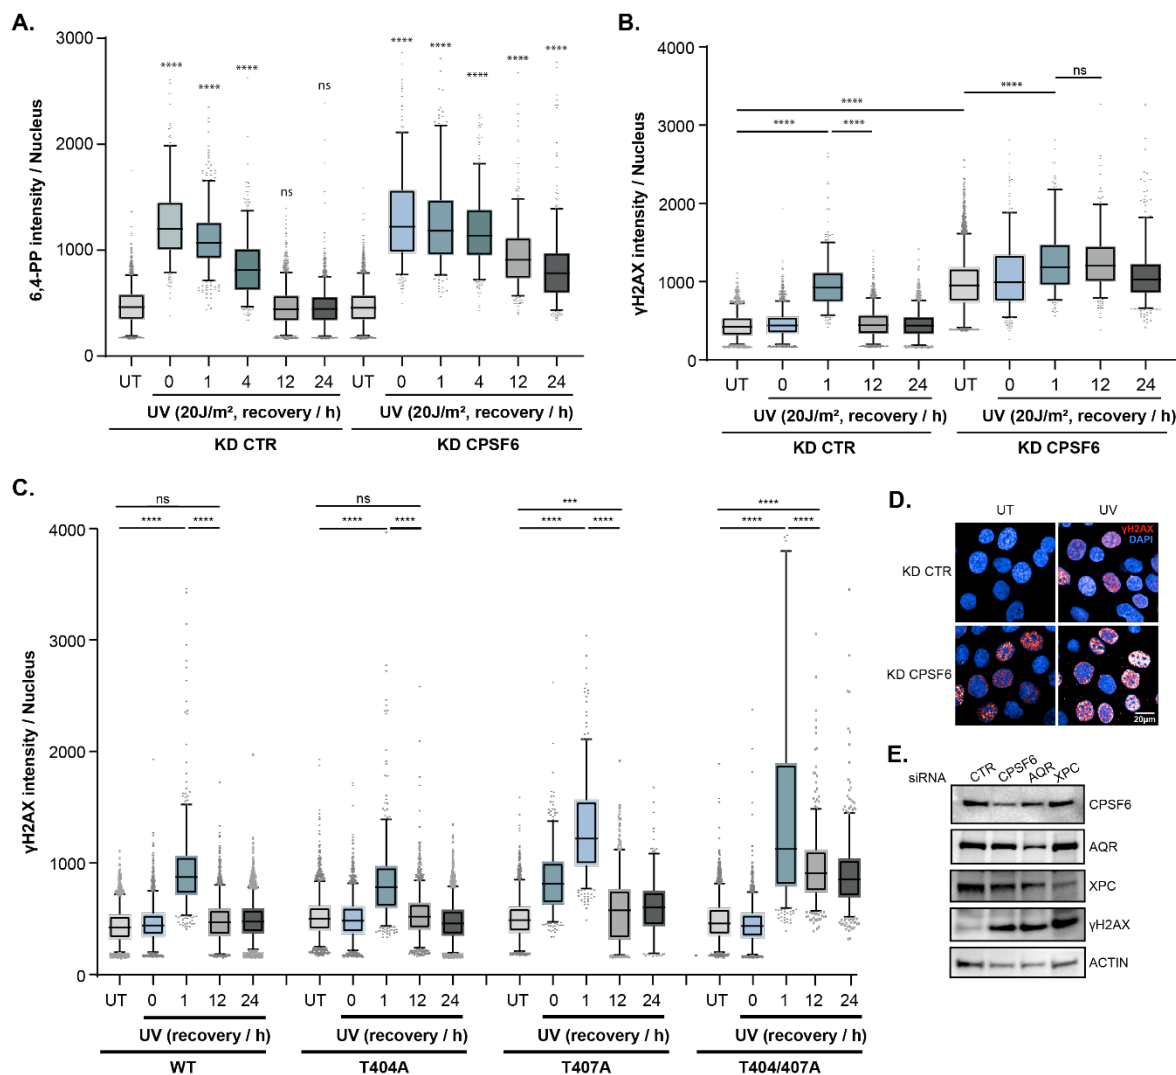 A.
6,4-PP intensity / Nucleus
3000
2000
1000
0
**** **** **** ns ns **** **** **** **** ****
UT 0 1 4 12 24 UT 0 1 4 12 24
UV (20J/m², recovery / h) UV (20J/m², recovery / h)
KD CTR KD CPSF6
B.
γH2AX intensity / Nucleus
4000
3000
2000
1000
0
ns
**** ****
**** ****
UT 0 1 12 24 UT 0 1 12 24
UV (20J/m², recovery / h) UV (20J/m², recovery / h)
KD CTR KD CPSF6
C.
γH2AX intensity / Nucleus
4000
3000
2000
1000
0
ns ns *** ****
**** **** **** **** **** **** **** ****
UT 0 1 12 24 UT 0 1 12 24 UT 0 1 12 24 UT 0 1 12 24
UV (recovery / h) UV (recovery / h) UV (recovery / h) UV (recovery / h)
WT T404A T407A T404/407A
D.
UT UV
γH2AX
DAPI
KD CTR
KD CPSF6
20μm
E.
siRNA CTR CPSF6 AQR XPC
CPSF6
AQR
XPC
γH2AX
ACTIN